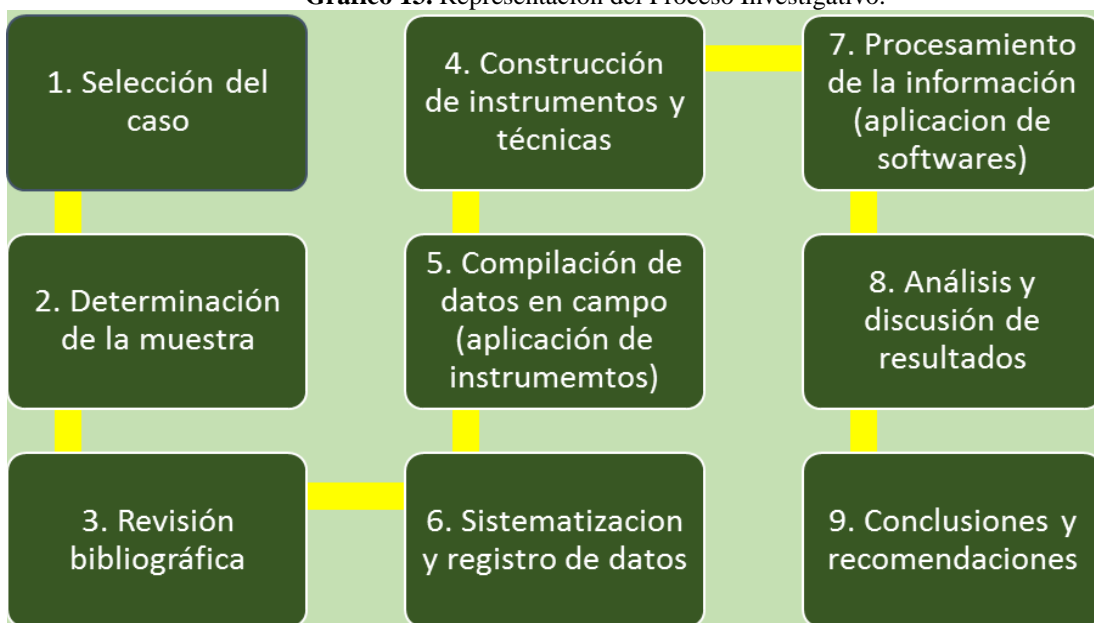 Gráfico 13. Representación del Proceso Investigativo.
1. Selección del
caso
2. Determinación
de la muestra
3. Revisión
bibliográfica
4. Construcción
de instrumentos y
técnicas
5. Compilación de
datos en campo
(aplicación de
instrumemtos)
6. Sistematizacion
y registro de datos
7. Procesamiento
de la información
(aplicacion de
softwares)
8. Análisis y
discusión de
resultados
9. Conclusiones y
recomendaciones